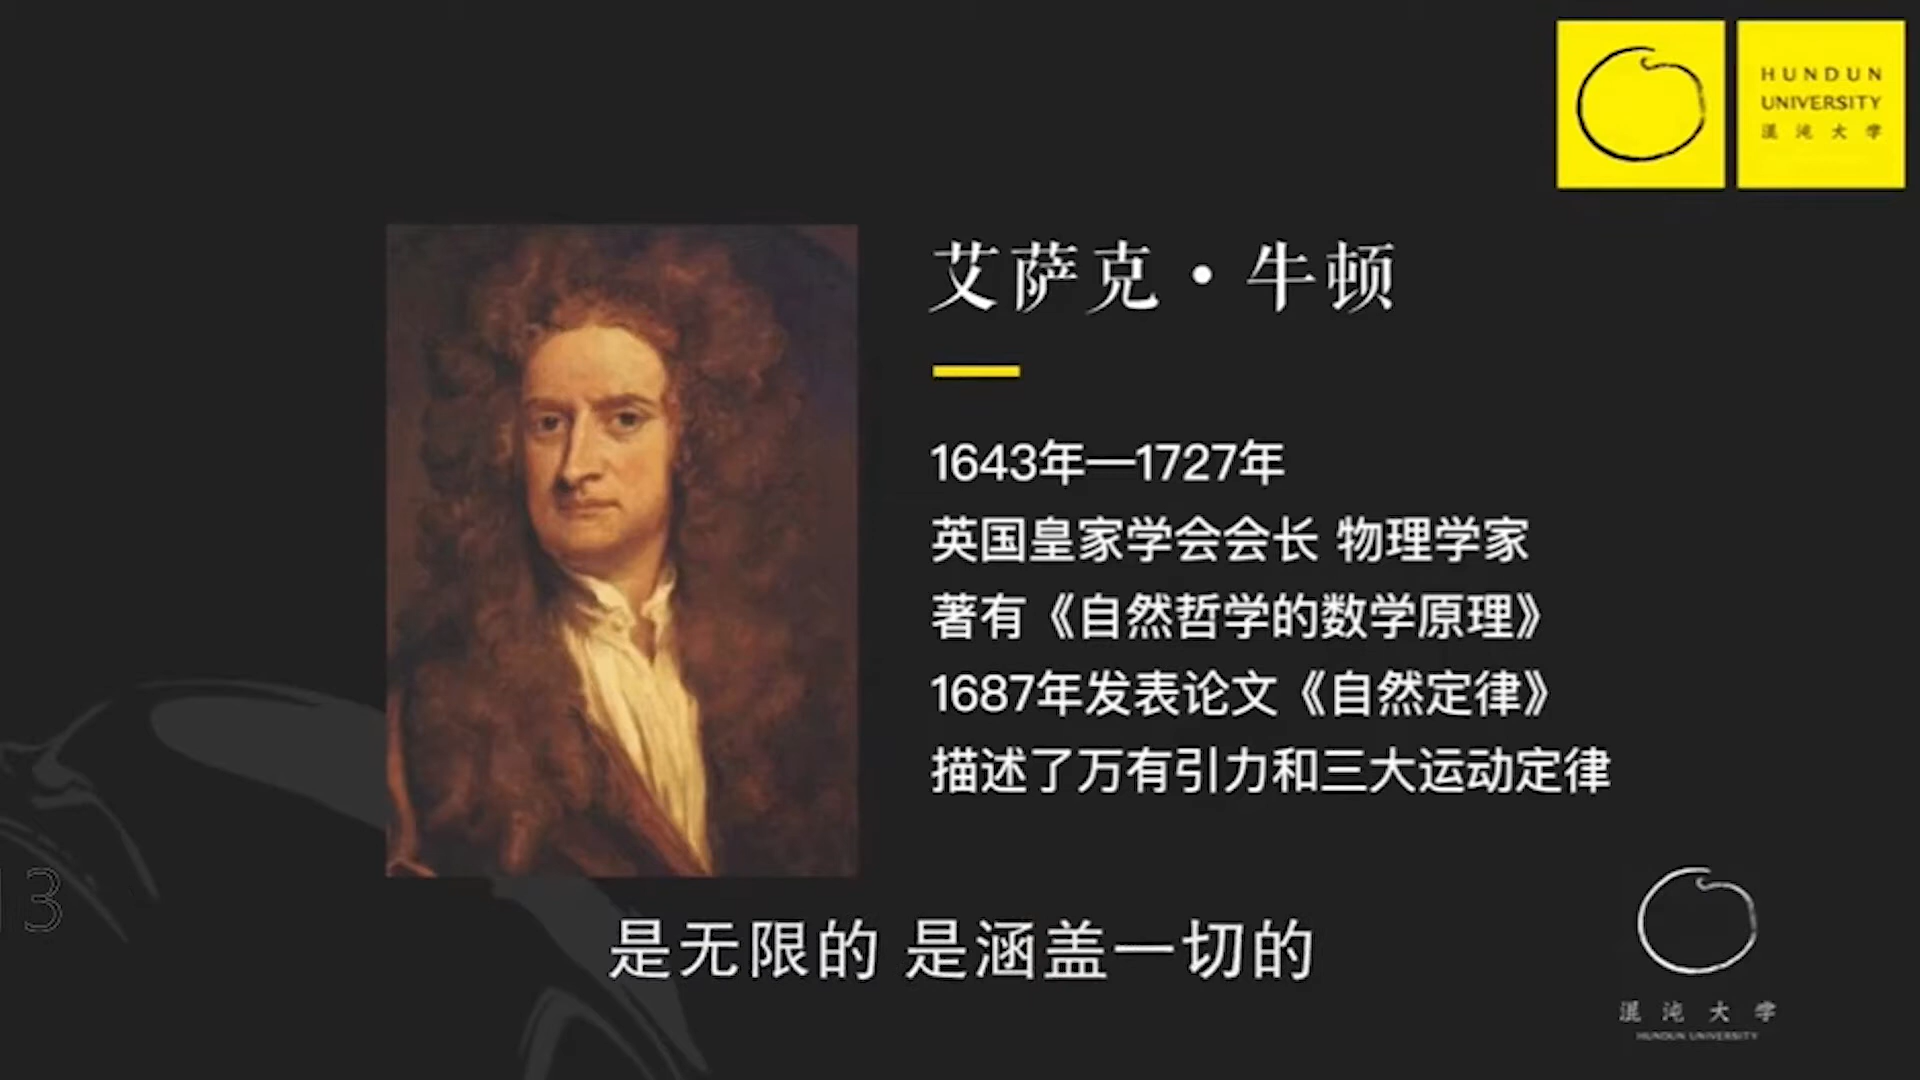 HUNDUN
UNIVERSITY
混沌大学
艾萨克·牛顿
1643年—1727年
英国皇家学会会长 物理学家
著有《自然哲学的数学原理》
1687年发表论文《自然定律》
描述了万有引力和三大运动定律
13
是无限的 是涵盖一切的
混沌大学
HUNDUN UNIVERSITY